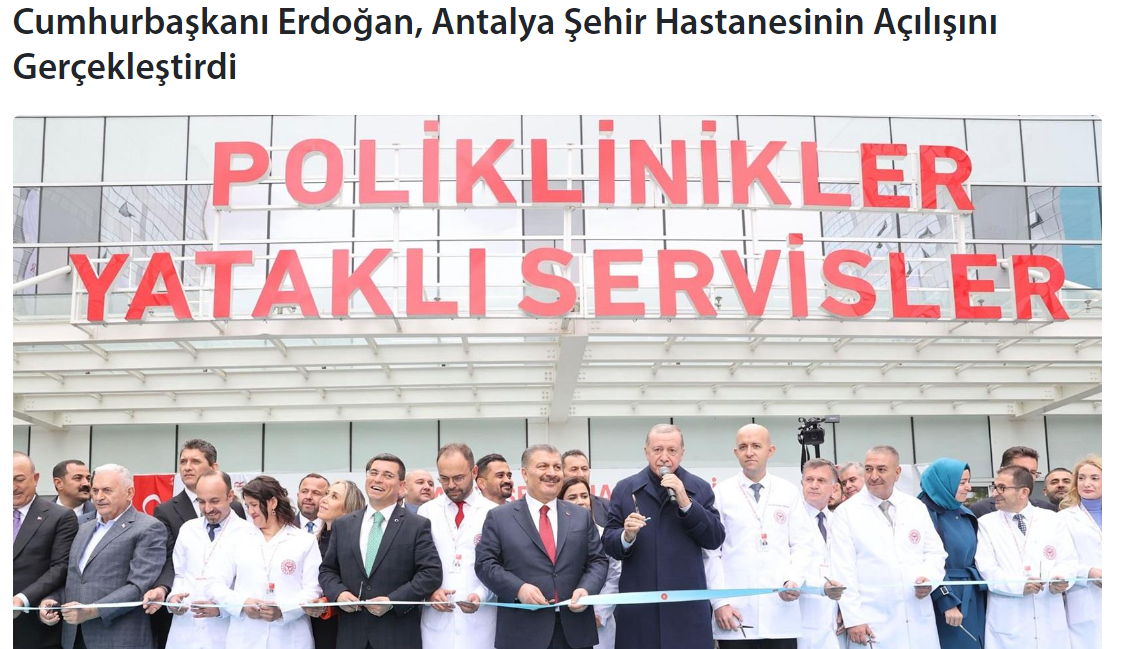 Cumhurbaşkanı Erdoğan, Antalya Şehir Hastanesinin Açılışını
Gerçekleştirdi
POLİKLİNİKLER
YATAKLI SERVİSLER